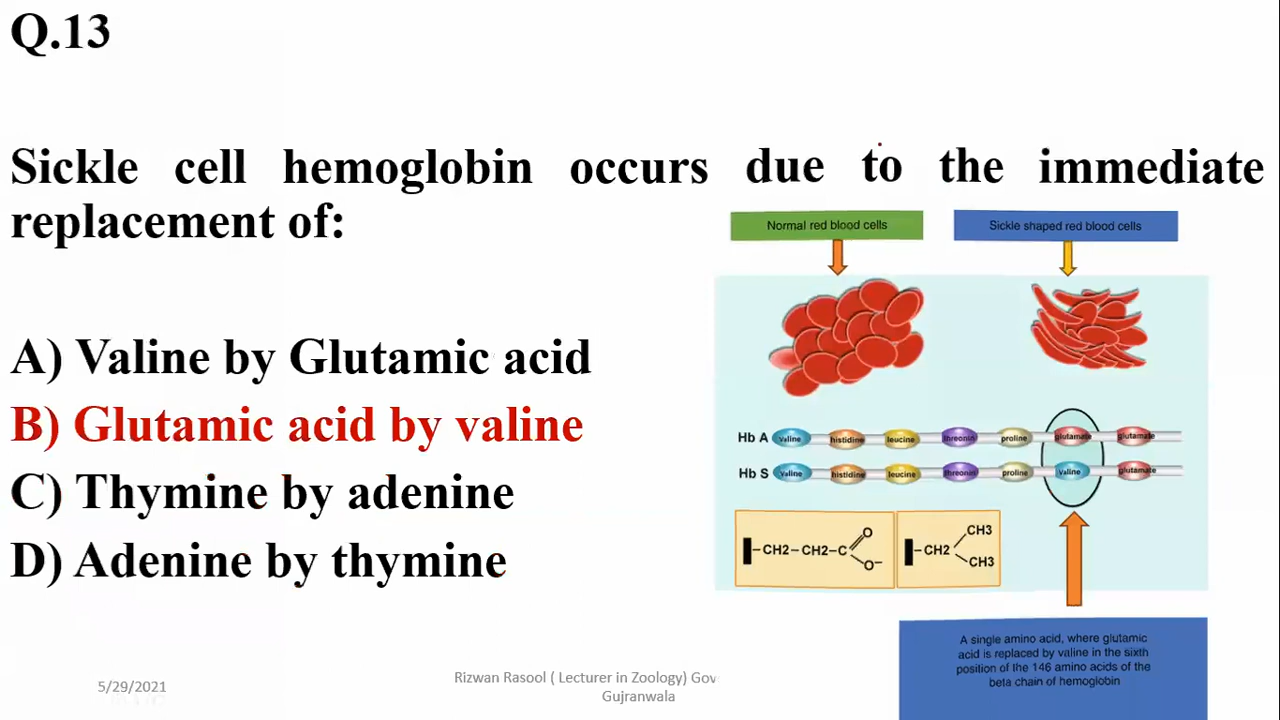 Q.13
Sickle cell hemoglobin occurs due to the immediate
replacement of:
Normal red blood cells
Sickle shaped red blood cells
A) Valine by Glutamic acid
B) Glutamic acid by valine
C) Thymine by adenine
D) Adenine by thymine
Hb A valine histidine leucine threonin proline glutamate glutamate
Hb S valine histidine leucine threonin proline valine glutamate
CH2 CH2 C O O−
CH2 CH3 CH3
A single amino acid, where glutamic
acid is replaced by valine in the sixth
position of the 146 amino acids of the
beta chain of hemoglobin
5/29/2021
Rizwan Rasool ( Lecturer in Zoology) Gov
Gujranwala